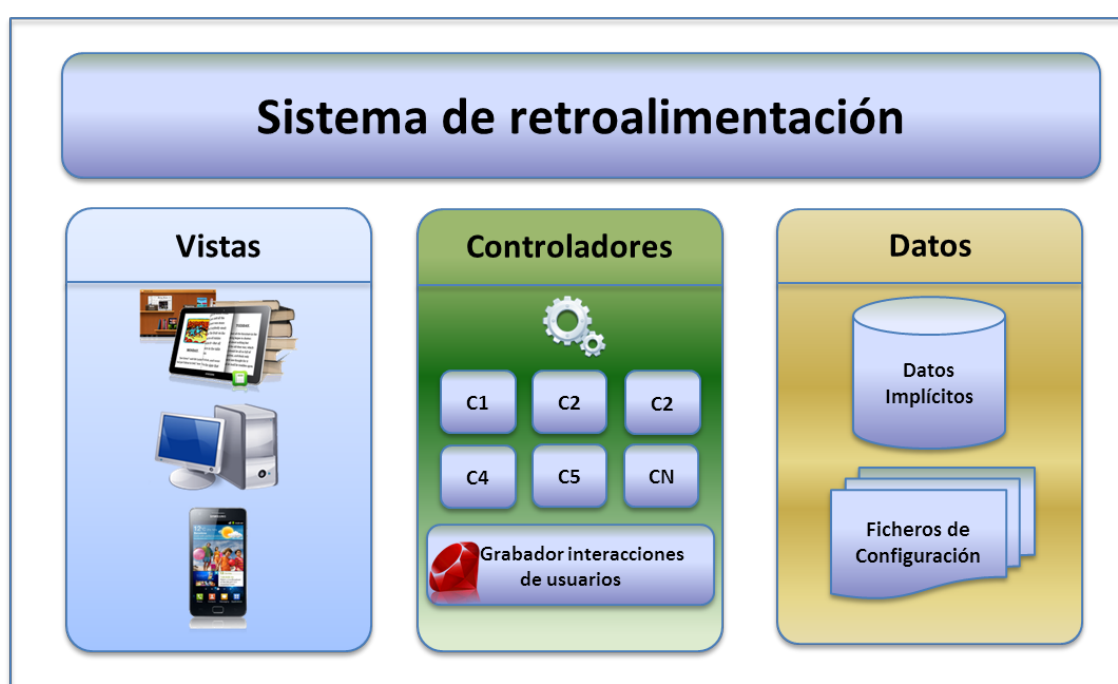 Sistema de retroalimentación
Vistas
Controladores
Datos
C1
C2
C2
C4
C5
CN
Grabador interacciones
de usuarios
Datos
Implícitos
Ficheros de
Configuración